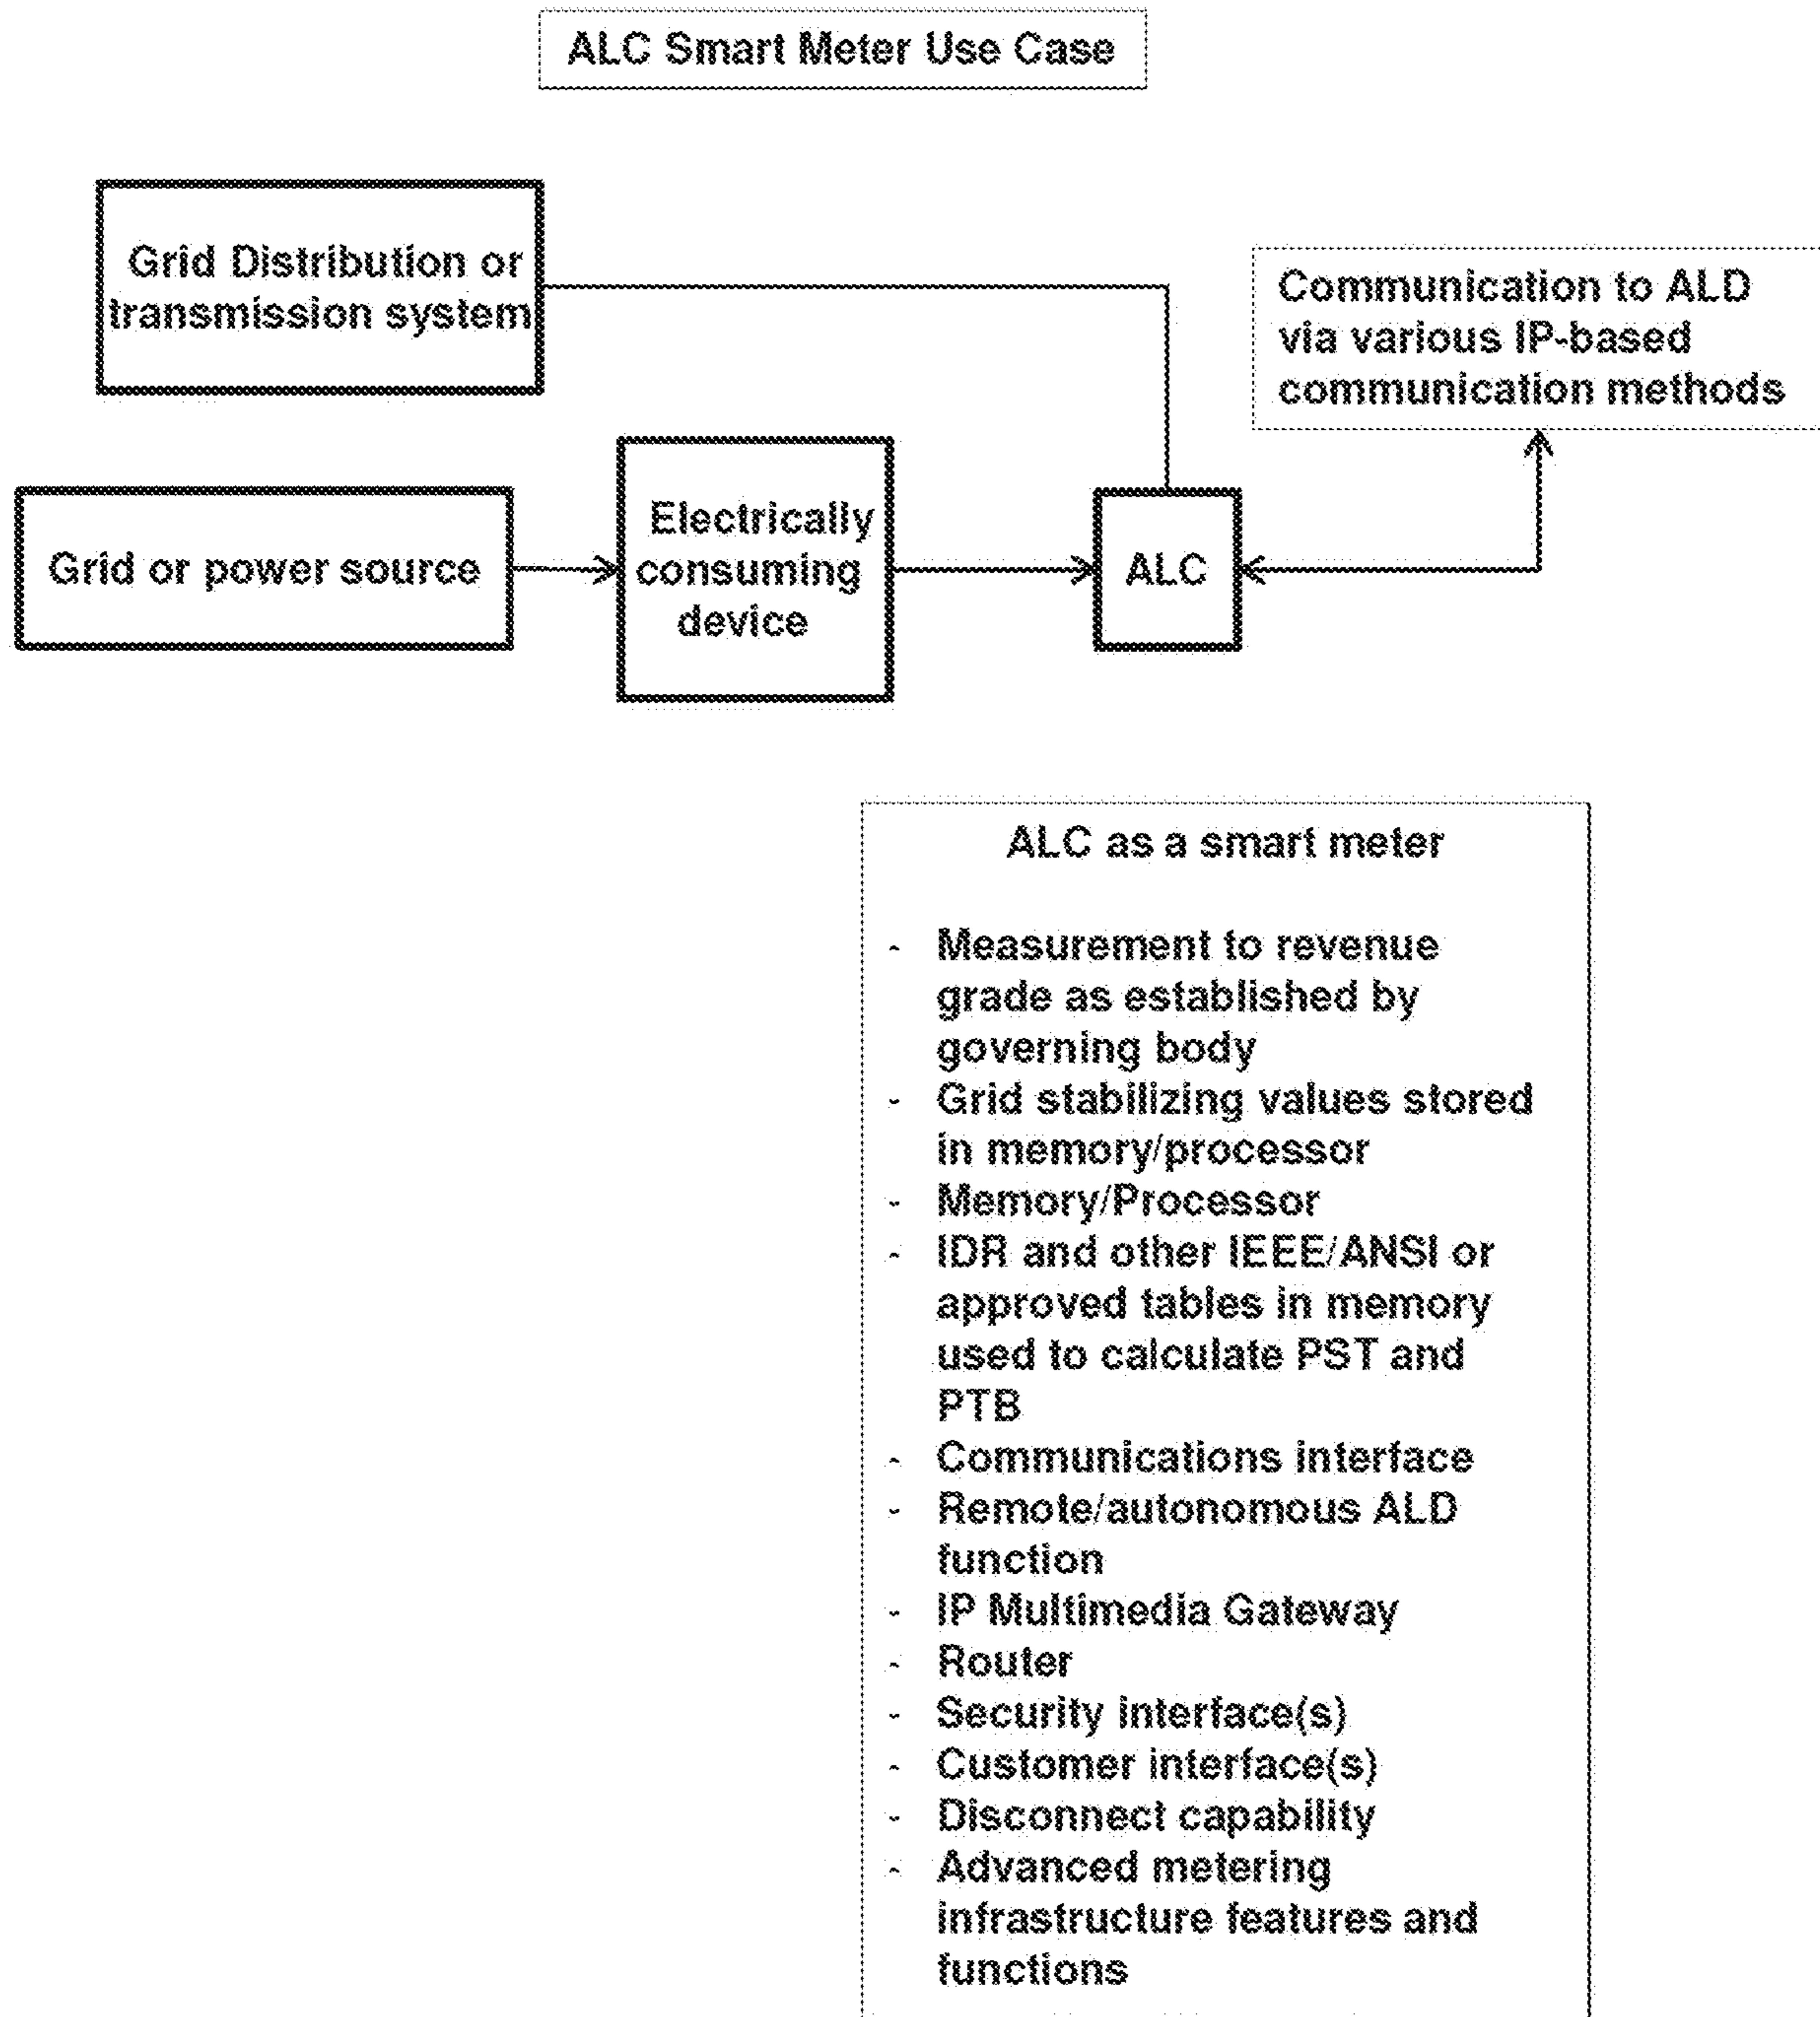 ALC Smart Meter Use Case
Grid Distribution or
transmission system
Communication to ALD
via various IP-based
communication methods
Grid or power source
Electrically
consuming
device
ALC
ALC as a smart meter
- Measurement to revenue
grade as established by
governing body
- Grid stabilizing values stored
in memory/processor
- Memory/Processor
- IDR and other IEEE/ANSI or
approved tables in memory
used to calculate PST and
PTB
- Communications interface
- Remote/autonomous ALD
function
- IP Multimedia Gateway
- Router
- Security interface(s)
- Customer interface(s)
- Disconnect capability
- Advanced metering
infrastructure features and
functions